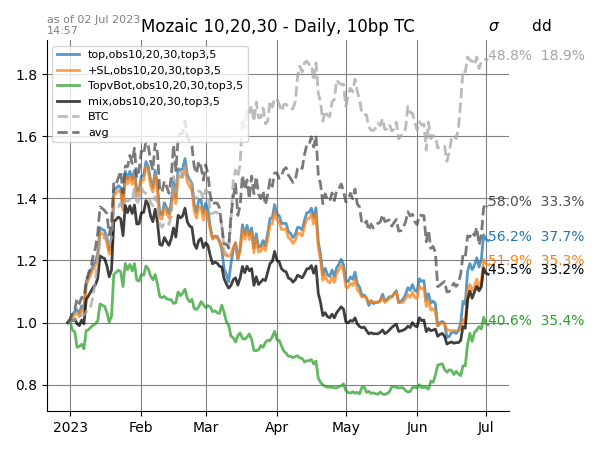 as of 02 Jul 2023
14:57
Mozaic 10,20,30 - Daily, 10bp TC
σ dd
top,obs10,20,30,top3,5
+SL,obs10,20,30,top3,5
TopvBot,obs10,20,30,top3,5
mix,obs10,20,30,top3,5
BTC
avg
48.8% 18.9%
58.0% 33.3%
56.2% 37.7%
51.9% 35.3%
45.5% 33.2%
40.6% 35.4%
1.8
1.6
1.4
1.2
1.0
0.8
2023 Feb Mar Apr May Jun Jul